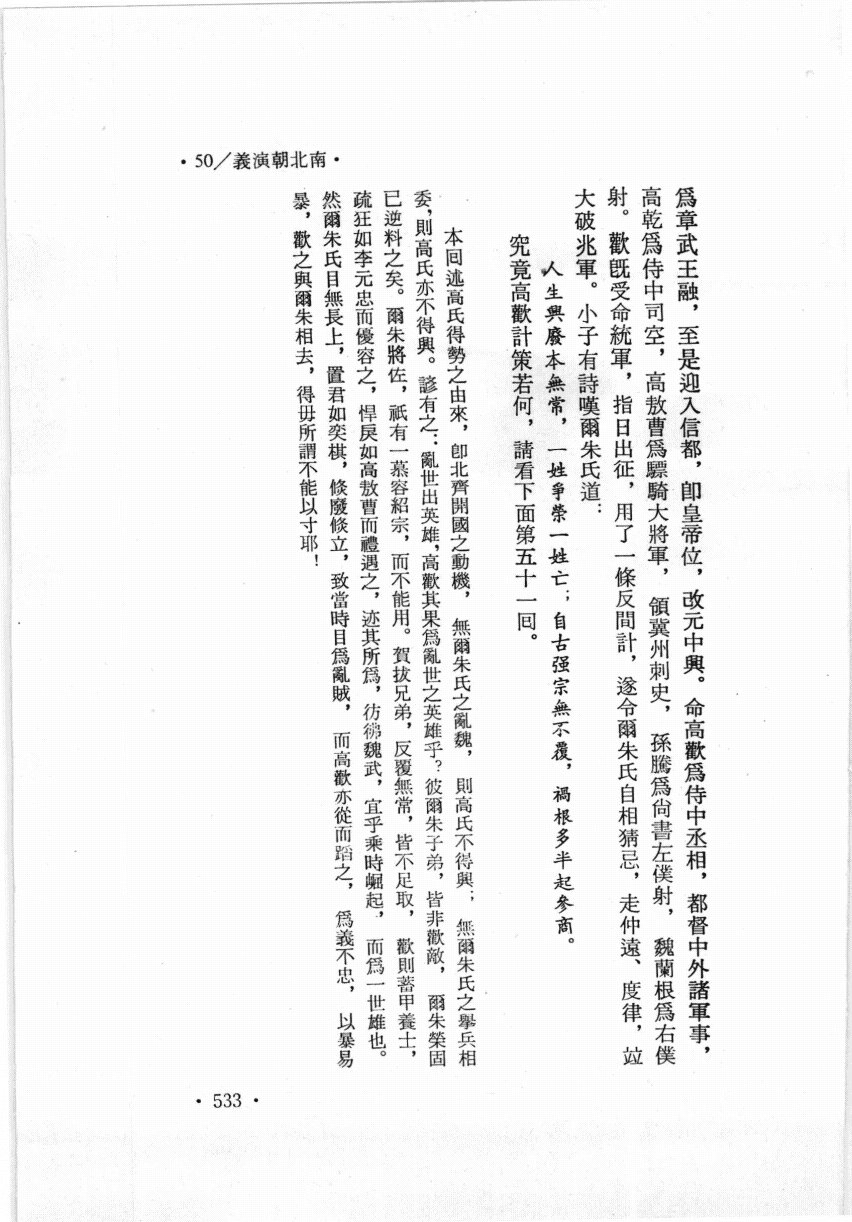 ・50／義演朝北南・
爲章武王融，至是迎入信都，卽皇帝位，改元中興。命高歡爲侍中丞相，都督中外諸軍事，
高乾爲侍中司空，高敖曹爲驃騎大將軍，領冀州刺史，孫騰爲尙書左僕射，魏蘭根爲右僕
射。歡旣受命統軍，指日出征，用了一條反間計，遂令爾朱氏自相猜忌，走仲遠、度律，竝
大破兆軍。小子有詩嘆爾朱氏道：
人生興廢本無常，一姓爭榮一姓亡；自古强宗無不覆，禍根多半起參商。
究竟高歡計策若何，請看下面第五十一回。
本回述高氏得勢之由來，卽北齊開國之動機，無爾朱氏之亂魏，則高氏不得興；無爾朱氏之擧兵相
委，則高氏亦不得興。諺有之：亂世出英雄，高歡其果爲亂世之英雄乎？彼爾朱子弟，皆非歡敵，爾朱榮固
已逆料之矣。爾朱將佐，祇有一慕容紹宗，而不能用。賀拔兄弟，反覆無常，皆不足取，歡則蓄甲養士，
疏狂如李元忠而優容之，悍戾如高敖曹而禮遇之，迹其所爲，彷彿魏武，宜乎乘時崛起，而爲一世雄也。
然爾朱氏目無長上，置君如奕棋，倏廢倏立，致當時目爲亂賊，而高歡亦從而蹈之，爲義不忠，以暴易
暴，歡之與爾朱相去，得毋所謂不能以寸耶！
・533・